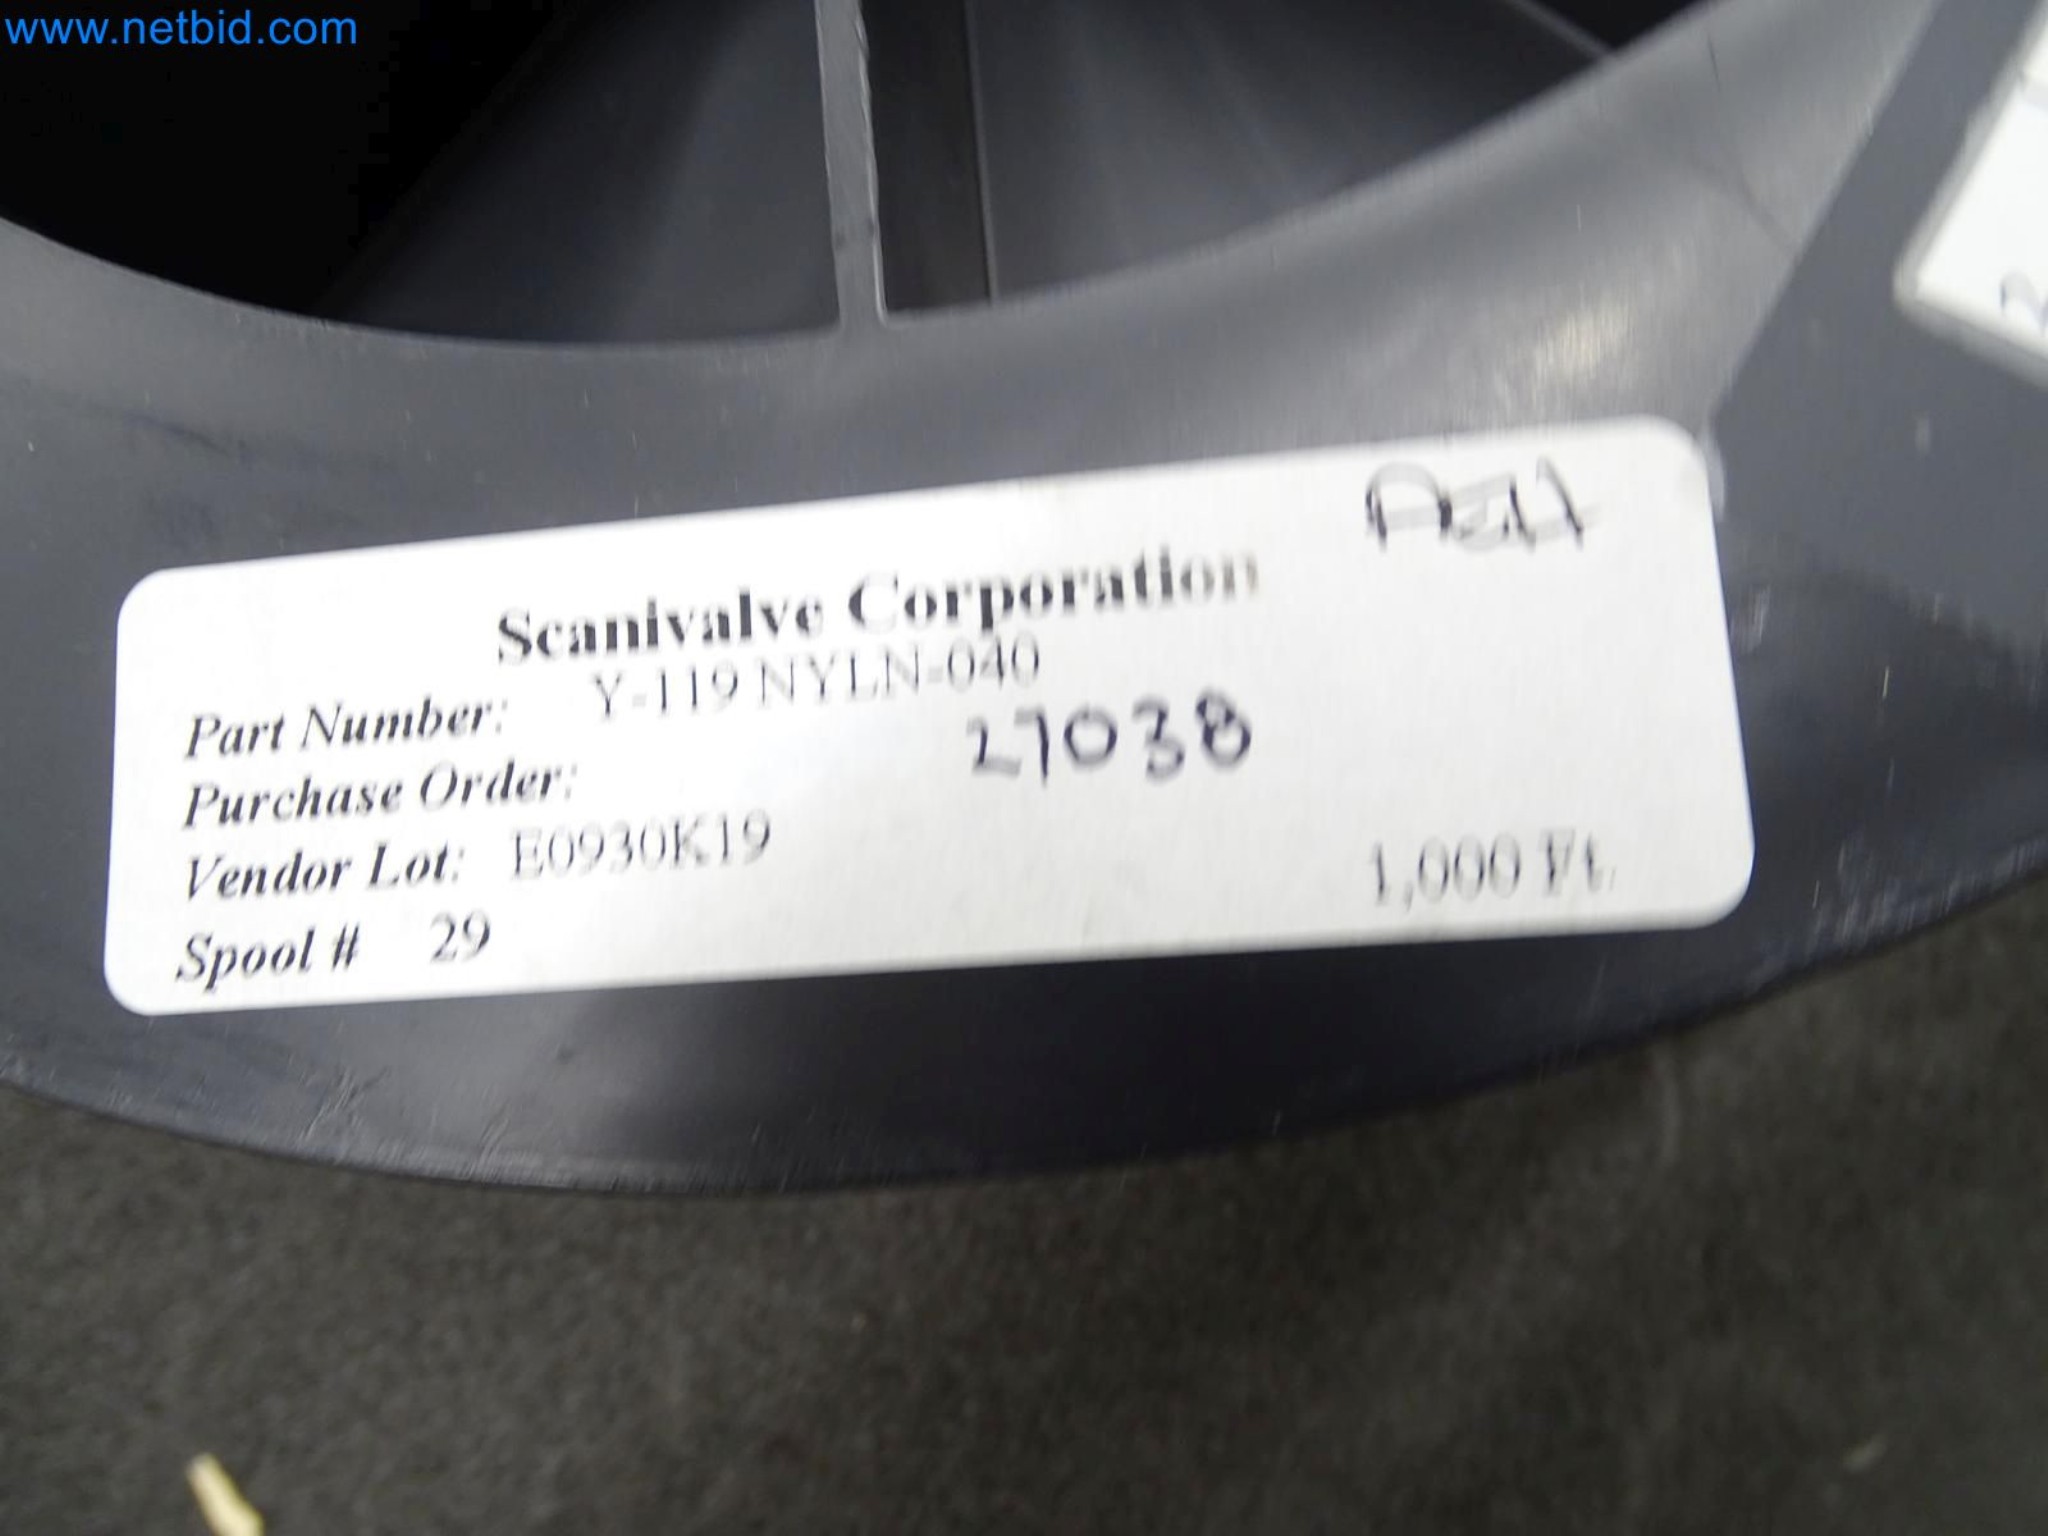 www.netbid.com
Scanivalve Corporation
Part Number: Y-119 NYLN-040
27038
Purchase Order:
Vendor Lot: E0930K19
1,000 Ft.
Spool # 29